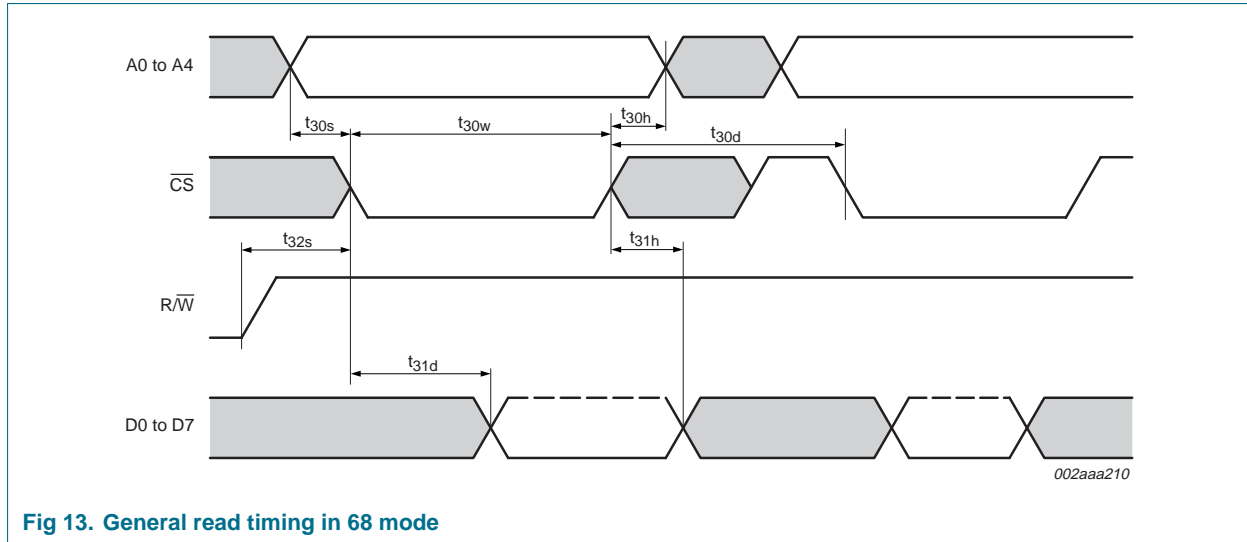 A0 to A4
t30s
t30w
t30h
t30d
CS
t32s
t31h
R/W
t31d
D0 to D7
002aaa210
Fig 13. General read timing in 68 mode